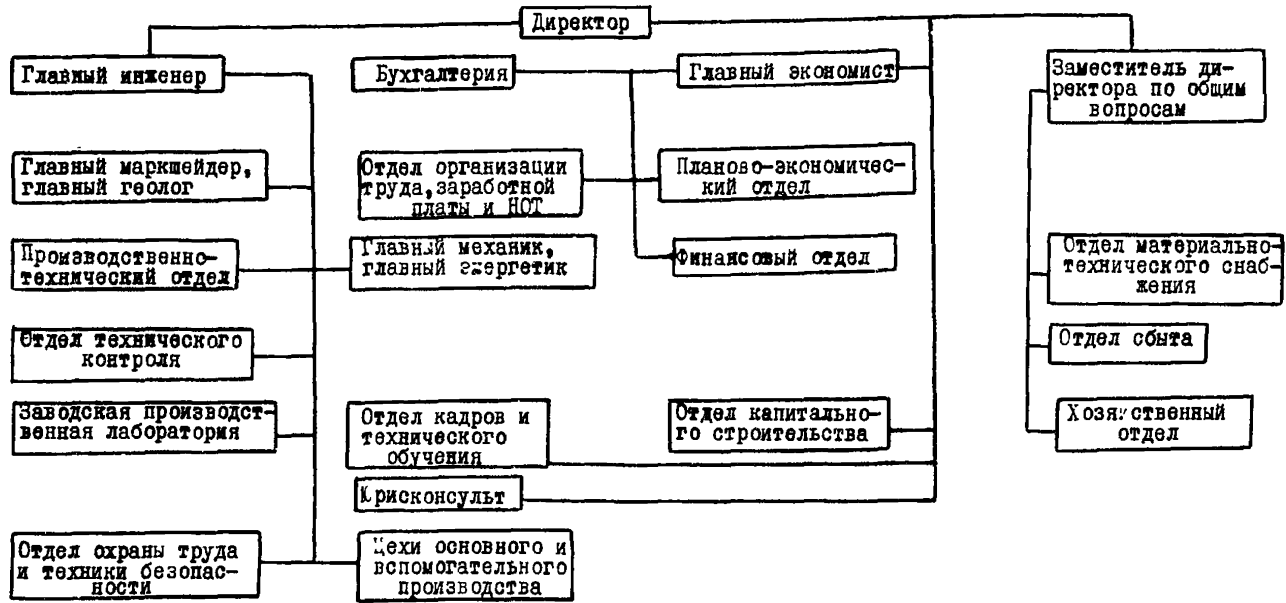 Директор
Главный инженер
Бухгалтерия
Главный экономист
Заместитель ди-
ректора по общим
вопросам
Главный маркшейдер,
главный геолог
Отдел организации
труда, заработной
платы и НОТ
Планово-экономичес-
кий отдел
Производственно-
технический отдел
Главный механик,
главный энергетик
Финансовый отдел
Отдел материально-
технического снаб-
жения
Отдел технического
контроля
Отдел сбыта
Заводская производст-
венная лаборатория
Отдел кадров и
технического
обучения
Отдел капитально-
го строительства
Хозяйственный
отдел
Юрисконсульт
Отдел охраны труда
и техники безопас-
ности
Цехи основного и
вспомогательного
производства